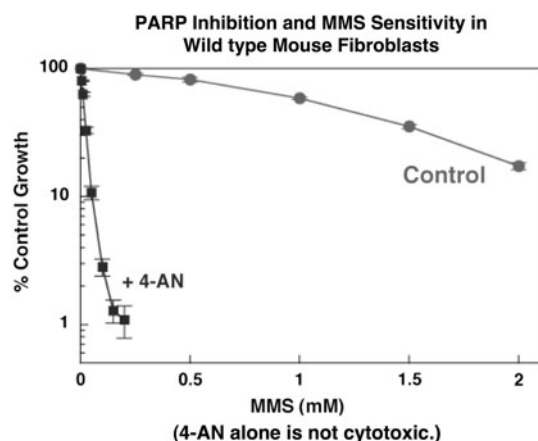 PARP Inhibition and MMS Sensitivity in
Wild type Mouse Fibroblasts
100
10
1
% Control Growth
Control
+ 4-AN
0
0.5
1
1.5
2
MMS (mM)
(4-AN alone is not cytotoxic.)